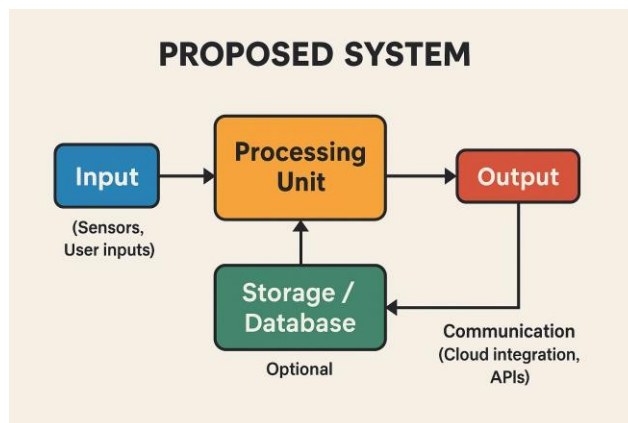 PROPOSED SYSTEM
Input
(Sensors,
User inputs)
Processing
Unit
Output
Storage /
Database
Optional
Communication
(Cloud integration,
APIs)